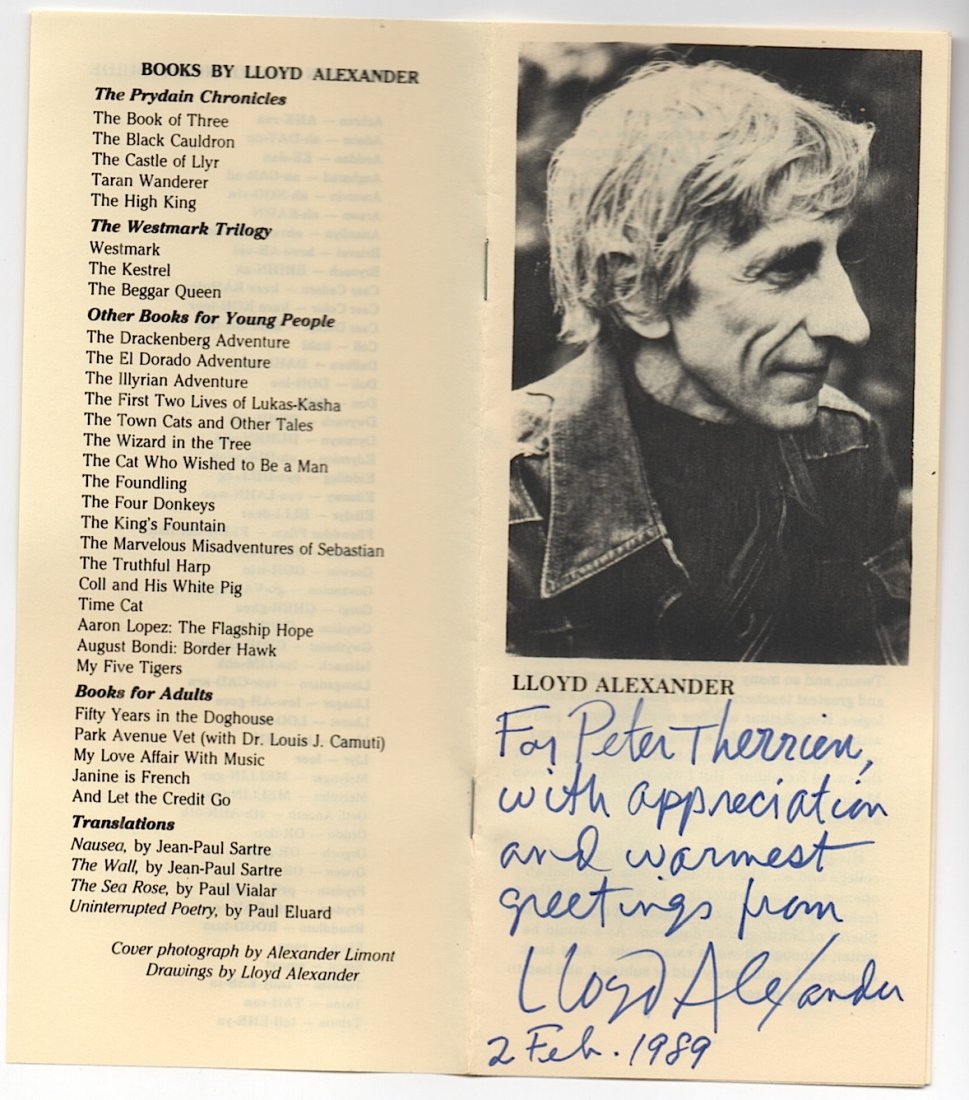 BOOKS BY LLOYD ALEXANDER
The Prydain Chronicles
The Book of Three
The Black Cauldron
The Castle of Llyr
Taran Wanderer
The High King
The Westmark Trilogy
Westmark
The Kestrel
The Beggar Queen
Other Books for Young People
The Drackenberg Adventure
The El Dorado Adventure
The Illyrian Adventure
The First Two Lives of Lukas-Kasha
The Town Cats and Other Tales
The Wizard in the Tree
The Cat Who Wished to Be a Man
The Foundling
The Four Donkeys
The King's Fountain
The Marvelous Misadventures of Sebastian
The Truthful Harp
Coll and His White Pig
Time Cat
Aaron Lopez: The Flagship Hope
August Bondi: Border Hawk
My Five Tigers
Books for Adults
Fifty Years in the Doghouse
Park Avenue Vet (with Dr. Louis J. Camuti)
My Love Affair With Music
Janine is French
And Let the Credit Go
Translations
Nausea, by Jean-Paul Sartre
The Wall, by Jean-Paul Sartre
The Sea Rose, by Paul Vialar
Uninterrupted Poetry, by Paul Eluard
Cover photograph by Alexander Limont
Drawings by Lloyd Alexander
LLOYD ALEXANDER
For Peter Therrien,
with appreciation
and warmest
greetings from
Lloyd Alexander
2 Feb. 1989